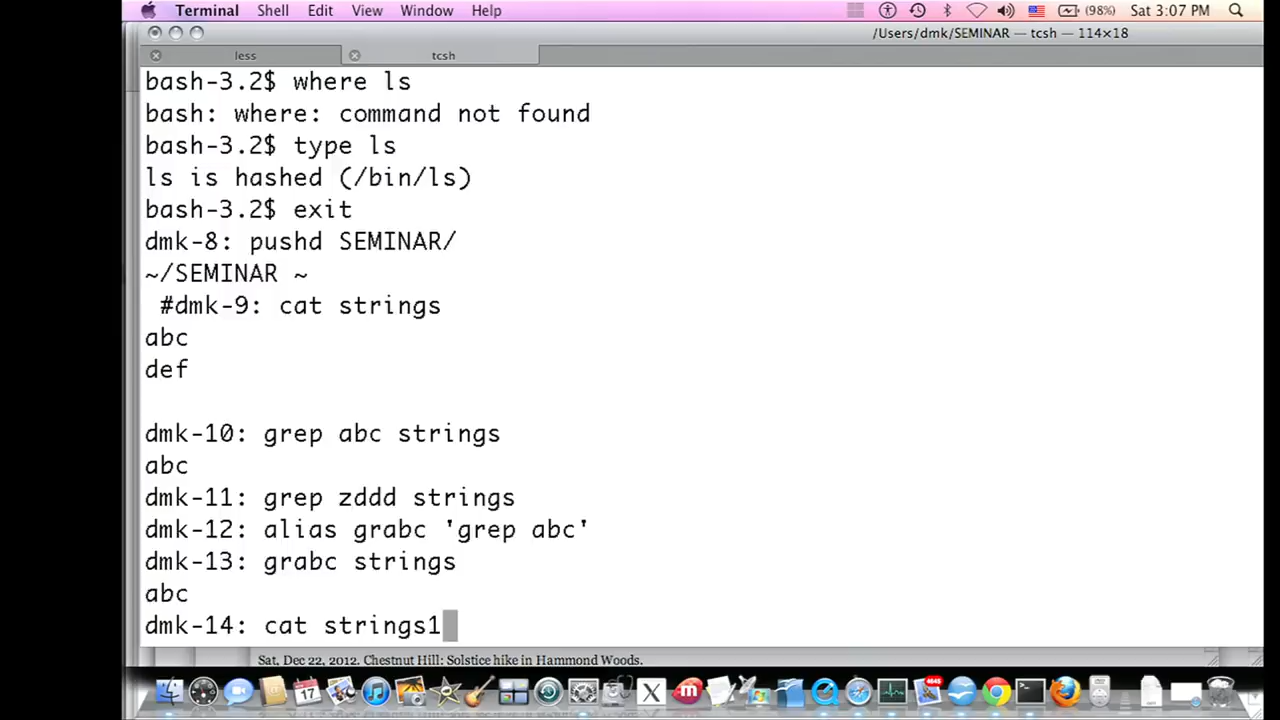 Terminal Shell Edit View Window Help (98%) Sat 3:07 PM
/Users/dmk/SEMINAR — tcsh — 114×18
less tcsh
bash-3.2$ where ls
bash: where: command not found
bash-3.2$ type ls
ls is hashed (/bin/ls)
bash-3.2$ exit
dmk-8: pushd SEMINAR/
~/SEMINAR ~
 #dmk-9: cat strings
abc
def

dmk-10: grep abc strings
abc
dmk-11: grep zddd strings
dmk-12: alias grabc 'grep abc'
dmk-13: grabc strings
abc
dmk-14: cat strings1
Sat, Dec 22, 2012. Chestnut Hill: Solstice hike in Hammond Woods.
17